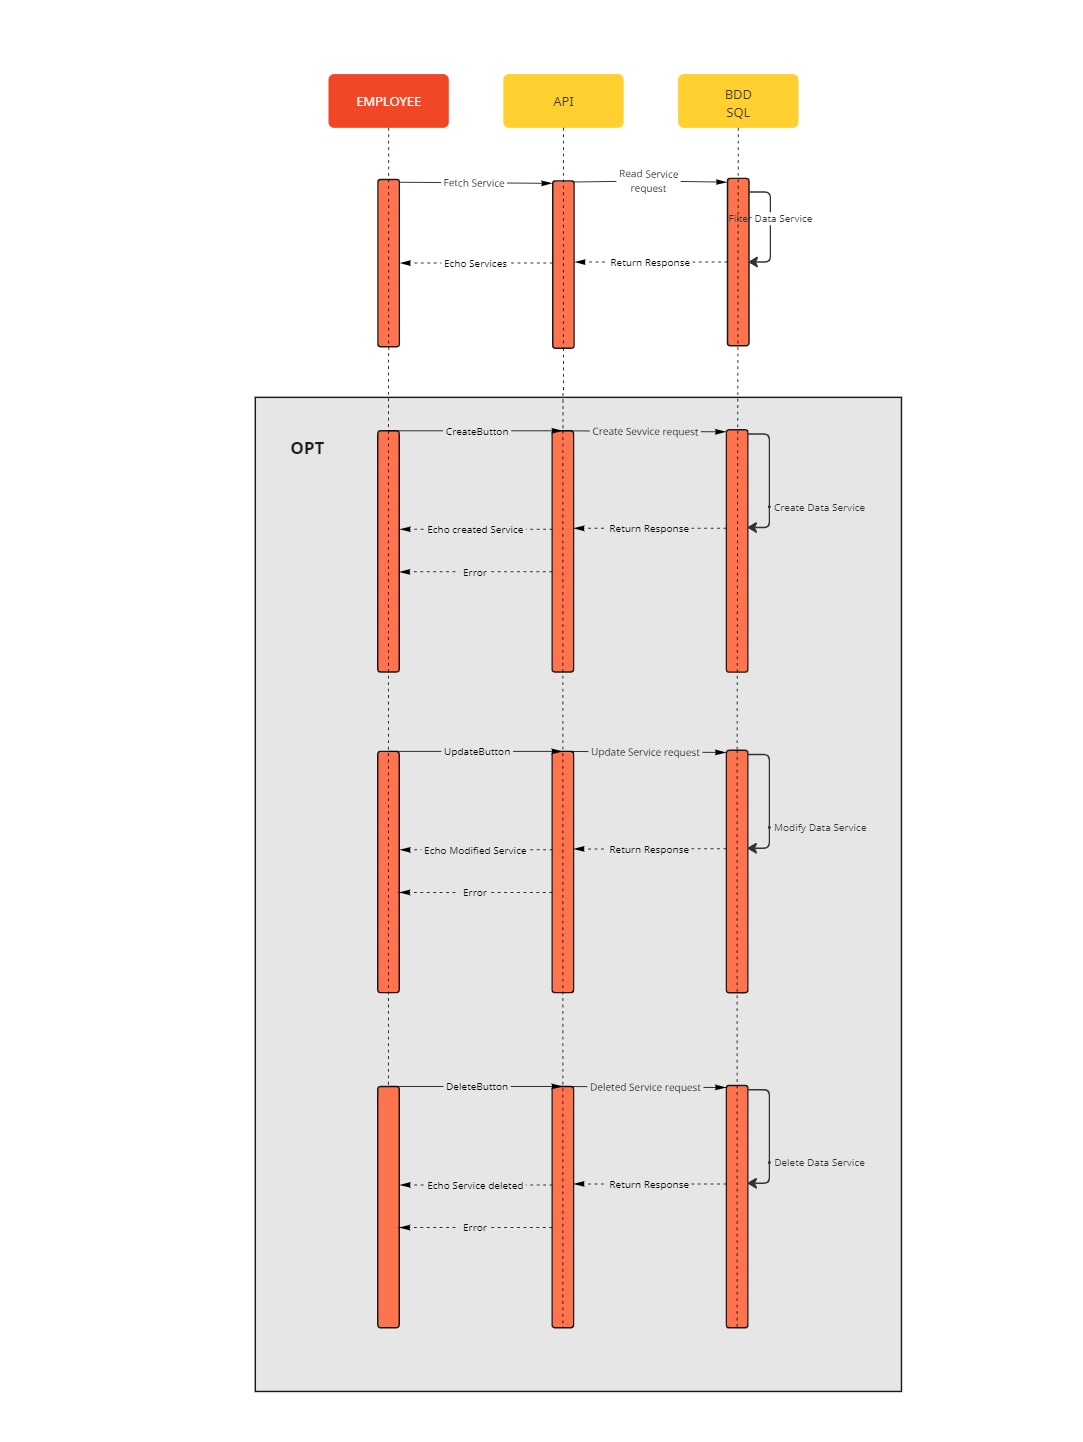 EMPLOYEE
API
BDD
SQL
Fetch Service
Read Service
request
Filter Data Service
Echo Services
Return Response
OPT
CreateButton
Create Sevvice request
Create Data Service
Echo created Service
Return Response
Error
UpdateButton
Update Service request
Modify Data Service
Echo Modified Service
Return Response
Error
DeleteButton
Deleted Service request
Delete Data Service
Echo Service deleted
Return Response
Error